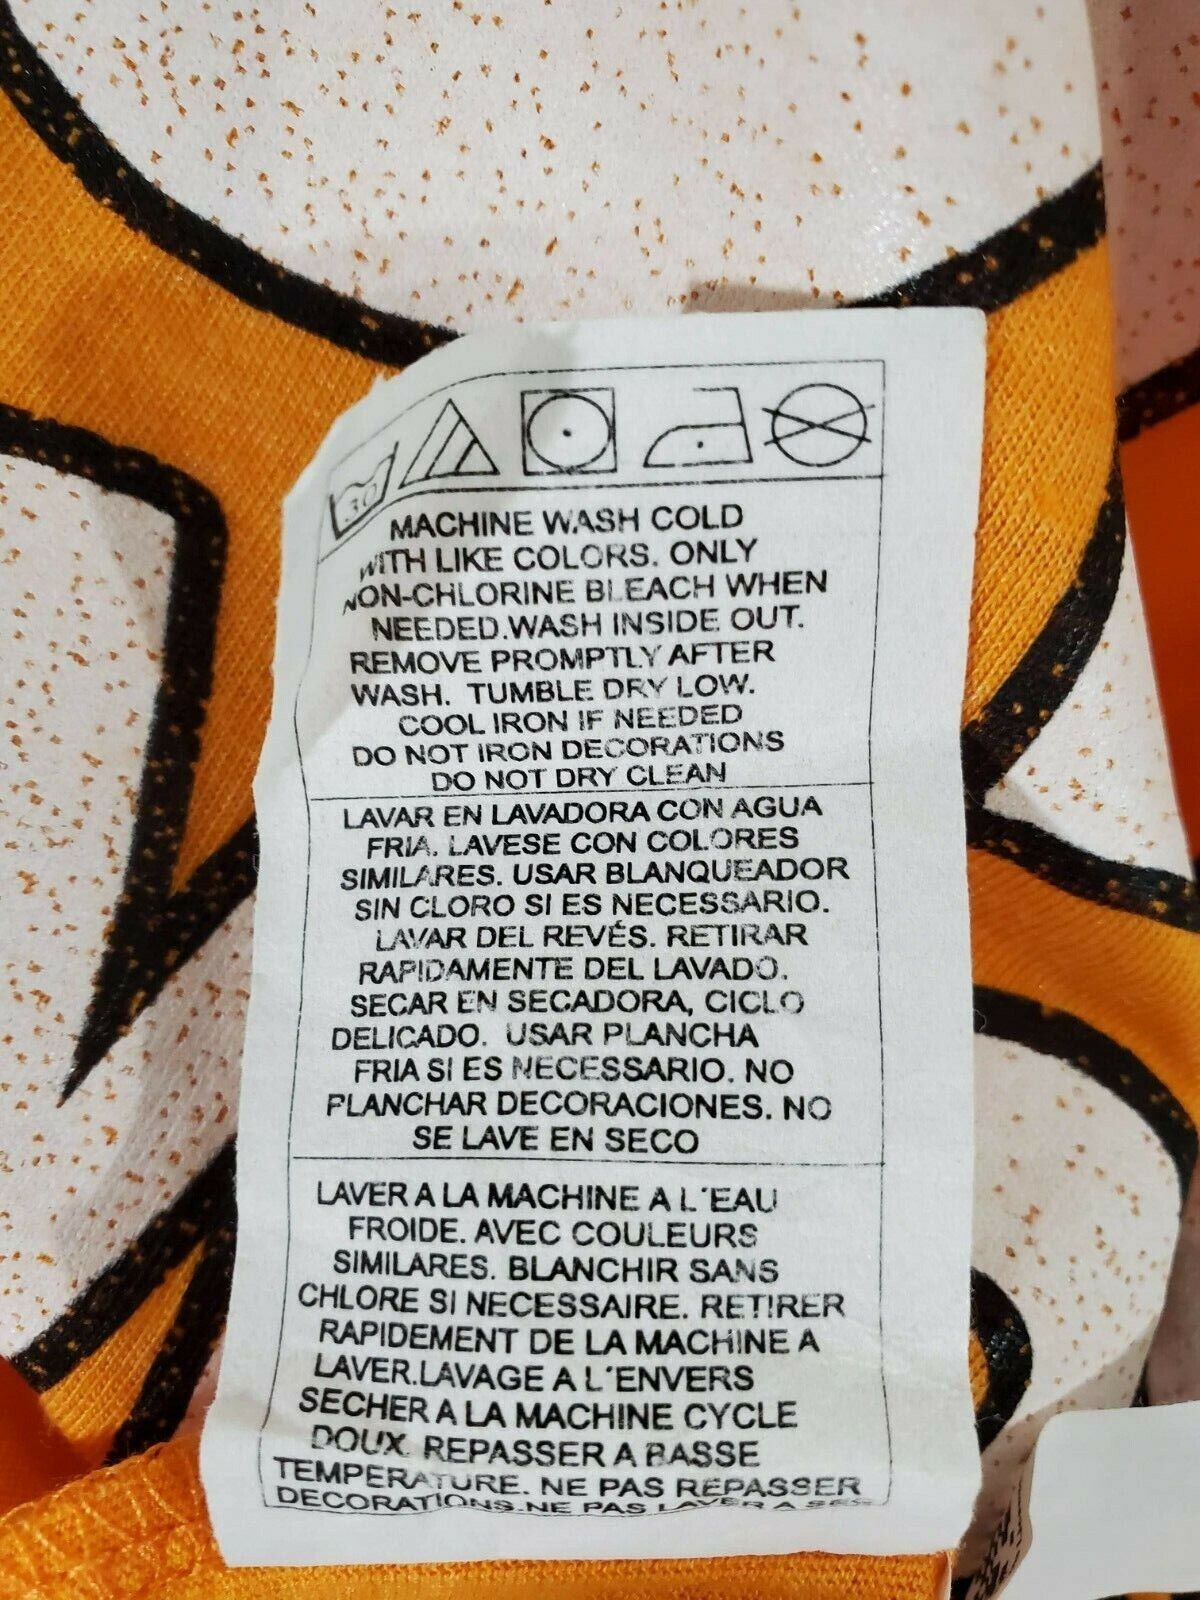 30
MACHINE WASH COLD
WITH LIKE COLORS. ONLY
NON-CHLORINE BLEACH WHEN
NEEDED.WASH INSIDE OUT.
REMOVE PROMPTLY AFTER
WASH. TUMBLE DRY LOW.
COOL IRON IF NEEDED
DO NOT IRON DECORATIONS
DO NOT DRY CLEAN
LAVAR EN LAVADORA CON AGUA
FRIA. LAVESE CON COLORES
SIMILARES. USAR BLANQUEADOR
SIN CLORO SI ES NECESSARIO.
LAVAR DEL REVÉS. RETIRAR
RAPIDAMENTE DEL LAVADO.
SECAR EN SECADORA, CICLO
DELICADO. USAR PLANCHA
FRIA SI ES NECESSARIO. NO
PLANCHAR DECORACIONES. NO
SE LAVE EN SECO
LAVER A LA MACHINE A L´EAU
FROIDE. AVEC COULEURS
SIMILARES. BLANCHIR SANS
CHLORE SI NECESSAIRE. RETIRER
RAPIDEMENT DE LA MACHINE A
LAVER.LAVAGE A L´ENVERS
SECHER A LA MACHINE CYCLE
DOUX. REPASSER A BASSE
TEMPERATURE. NE PAS REPASSER
DECORATIONS.NE PAS LAVER A SEC